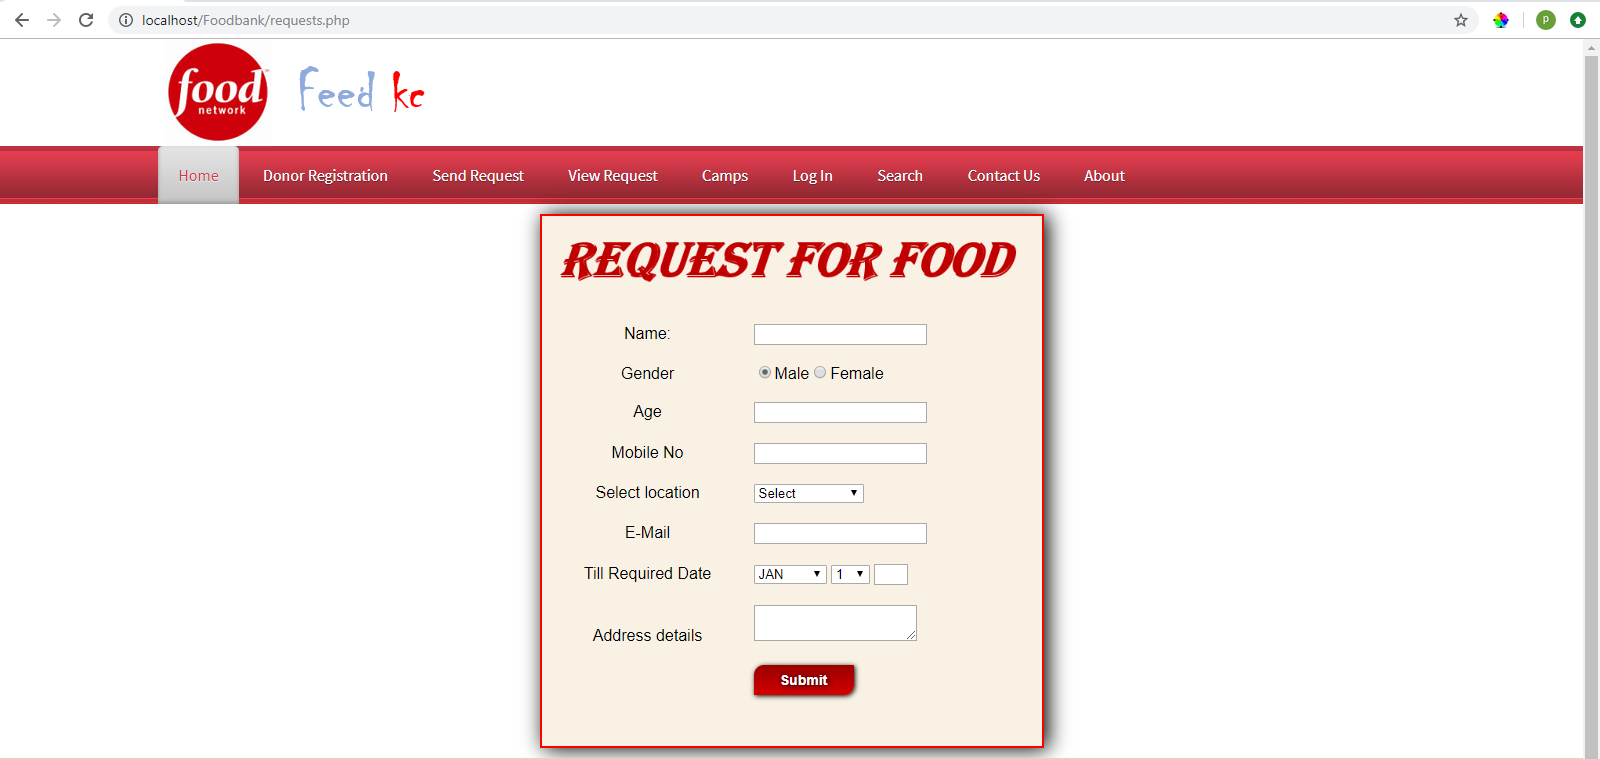 localhost/Foodbank/requests.php
P
food
network
Feed kc
Home Donor Registration Send Request View Request Camps Log In Search Contact Us About
REQUEST FOR FOOD
Name:
Gender Male Female
Age
Mobile No
Select location Select
E-Mail
Till Required Date JAN 1
Address details
Submit